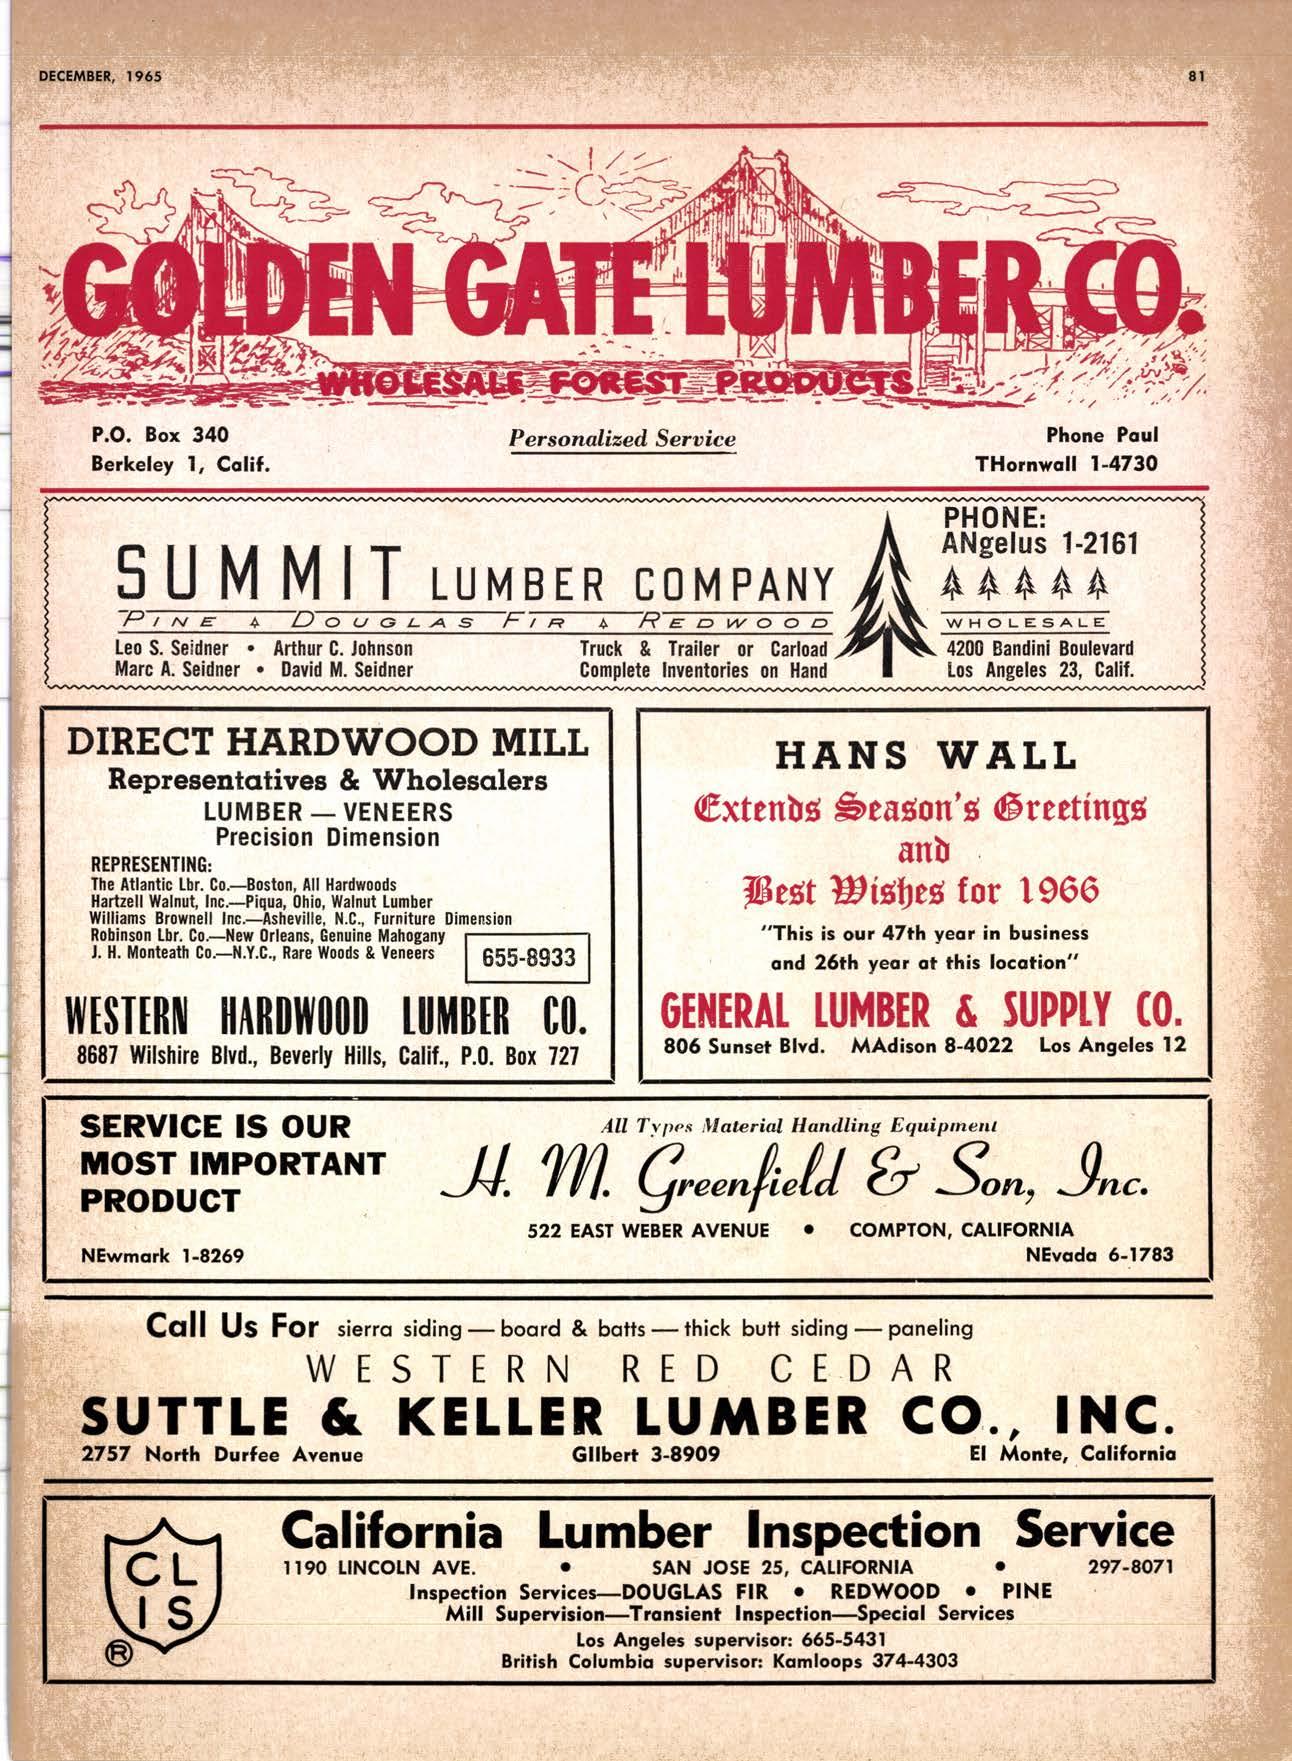 DECEMBER, 1965
81
GOLDEN GATE LUMBER CO.
WHOLESALE FOREST PRODUCTS
P.O. Box 340
Berkeley 1, Calif.
Personalized Service
Phone Paul
THornwall 1-4730
SUMMIT LUMBER COMPANY
PINE DOUGLAS FIR REDWOOD
Leo S. Seidner • Arthur C. Johnson
Marc A. Seidner • David M. Seidner
Truck & Trailer or Carload
Complete Inventories on Hand
PHONE:
ANgelus 1-2161
WHOLESALE
4200 Bandini Boulevard
Los Angeles 23, Calif.
DIRECT HARDWOOD MILL
Representatives & Wholesalers
LUMBER — VENEERS
Precision Dimension
REPRESENTING:
The Atlantic Lbr. Co.—Boston, All Hardwoods
Hartzell Walnut, Inc.—Piqua, Ohio, Walnut Lumber
Williams Brownell Inc.—Asheville, N.C., Furniture Dimension
Robinson Lbr. Co.—New Orleans, Genuine Mahogany
J. H. Monteath Co.—N.Y.C., Rare Woods & Veneers
655-8933
WESTERN HARDWOOD LUMBER CO.
8687 Wilshire Blvd., Beverly Hills, Calif., P.O. Box 727
HANS WALL
Extends Season's Greetings
and
Best Wishes for 1966
"This is our 47th year in business
and 26th year at this location"
GENERAL LUMBER & SUPPLY CO.
806 Sunset Blvd. MAdison 8-4022 Los Angeles 12
SERVICE IS OUR
MOST IMPORTANT
PRODUCT
NEwmark 1-8269
All Types Material Handling Equipment
H. M. Greenfield & Son, Inc.
522 EAST WEBER AVENUE • COMPTON, CALIFORNIA
NEvada 6-1783
Call Us For sierra siding — board & batts — thick butt siding — paneling
WESTERN RED CEDAR
SUTTLE & KELLER LUMBER CO., INC.
2757 North Durfee Avenue GIlbert 3-8909 El Monte, California
CL
IS
®
California Lumber Inspection Service
1190 LINCOLN AVE. • SAN JOSE 25, CALIFORNIA • 297-8071
Inspection Services—DOUGLAS FIR • REDWOOD • PINE
Mill Supervision—Transient Inspection—Special Services
Los Angeles supervisor: 665-5431
British Columbia supervisor: Kamloops 374-4303